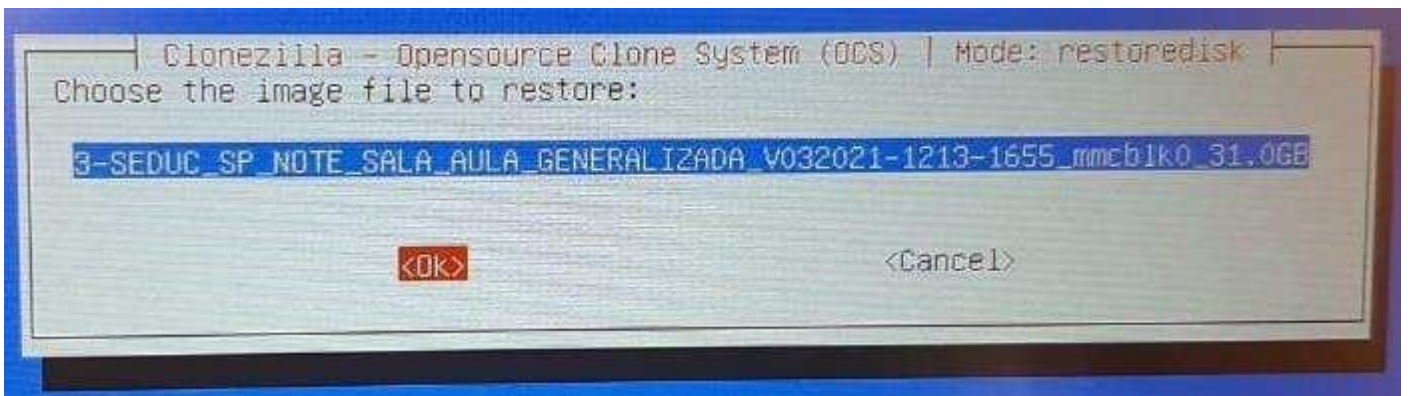 Clonezilla - Opensource Clone System (OCS) | Mode: restoredisk
Choose the image file to restore:
3-SEDUC_SP_NOTE_SALA_AULA_GENERALIZADA_V032021-1213-1655_mmcblk0_31.0GB
<Ok> <Cancel>